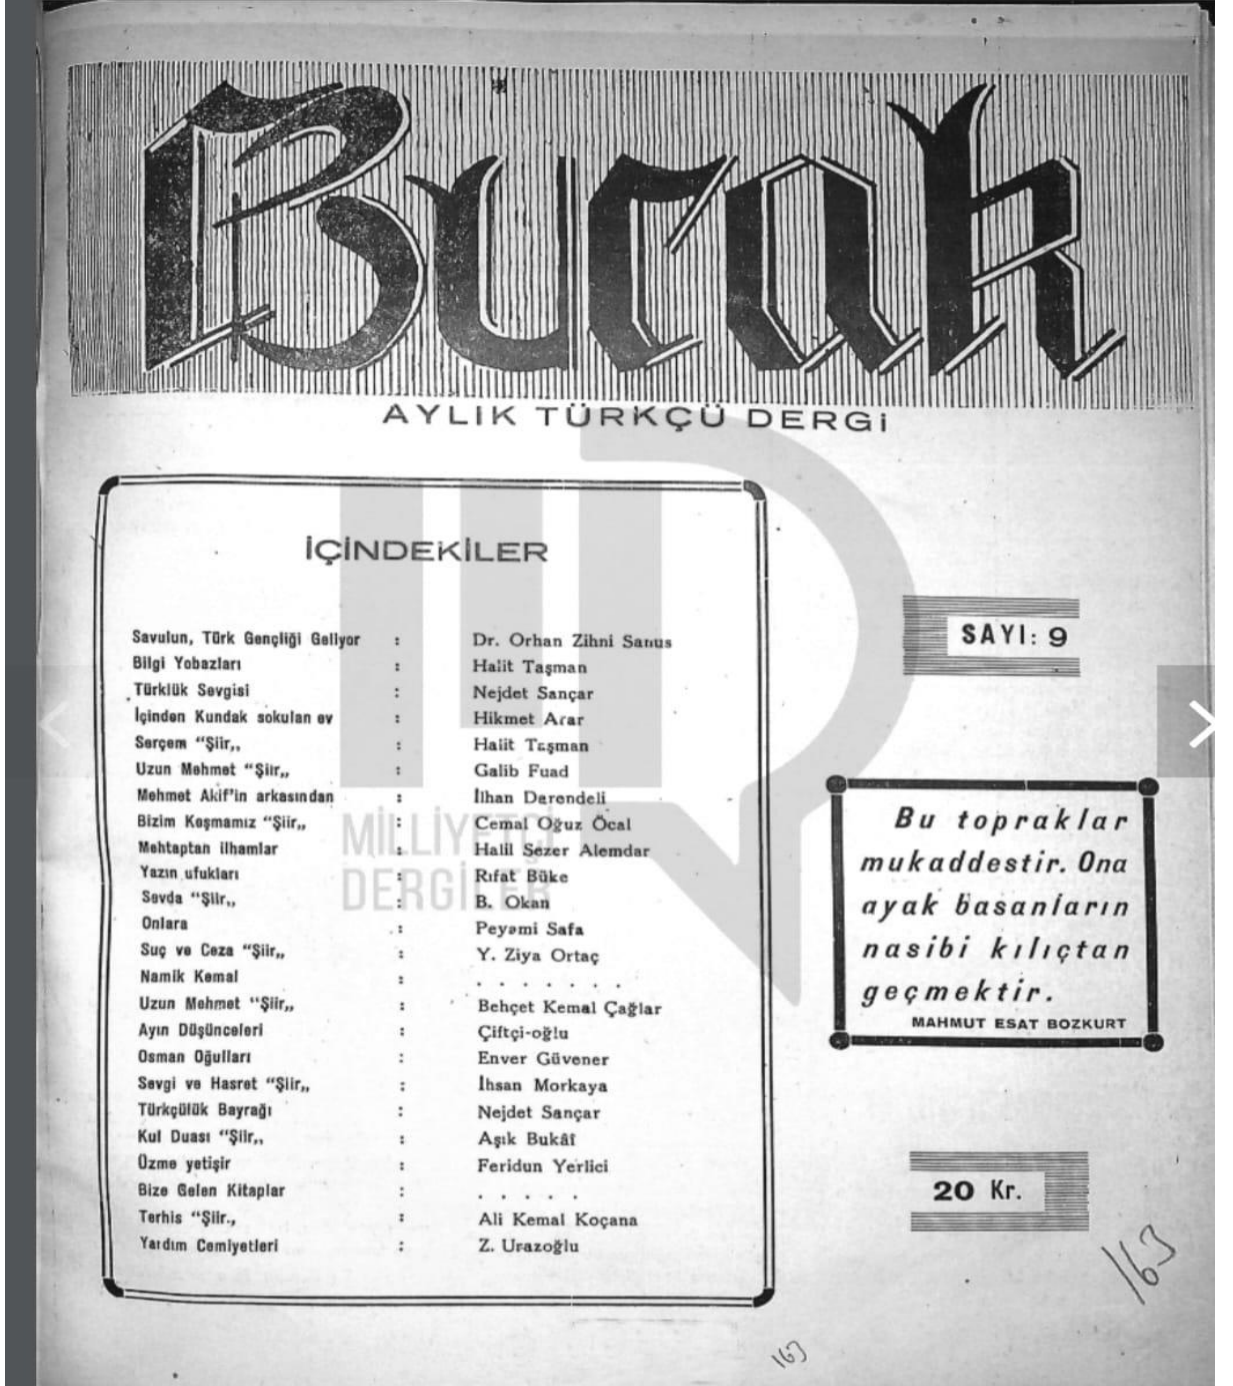 Bucak
AYLIK TÜRKÇÜ DERGİ
İÇİNDEKİLER
Savulun, Türk Gençliği Geliyor : Dr. Orhan Zihni Sanus
Bilgi Yobazları : Halit Taşman
Türklük Sevgisi : Nejdet Sançar
İçinden Kundak sokulan ev : Hikmet Arar
Serçem “Şiir„ : Halit Taşman
Uzun Mehmet “Şiir„ : Galib Fuad
Mehmet Akif'in arkasından : İlhan Darendeli
Bizim Koşmamız “Şiir„ : Cemal Oğuz Öcal
Mehtaptan ilhamlar : Halil Sezer Alemdar
Yazın ufukları : Rıfat Büke
Sevda “Şiir„ : B. Okan
Onlara : Peyami Safa
Suç ve Ceza “Şiir„ : Y. Ziya Ortaç
Namik Kemal : . . . . . . .
Uzun Mehmet “Şiir„ : Behçet Kemal Çağlar
Ayın Düşünceleri : Çiftçi-oğlu
Osman Oğulları : Enver Güvener
Sevgi ve Hasret “Şiir„ : İhsan Morkaya
Türkçülük Bayrağı : Nejdet Sançar
Kul Duası “Şiir„ : Aşık Bukâî
Üzme yetişir : Feridun Yerlici
Bize Gelen Kitaplar : . . . . .
Terhis “Şiir., : Ali Kemal Koçana
Yardım Cemiyetleri : Z. Urazoğlu
SAYI: 9
Bu topraklar
mukaddestir. Ona
ayak basanların
nasibi kılıçtan
geçmektir.
MAHMUT ESAT BOZKURT
20 Kr.
163
163
MİLLİYETÇİ
DERGİLER